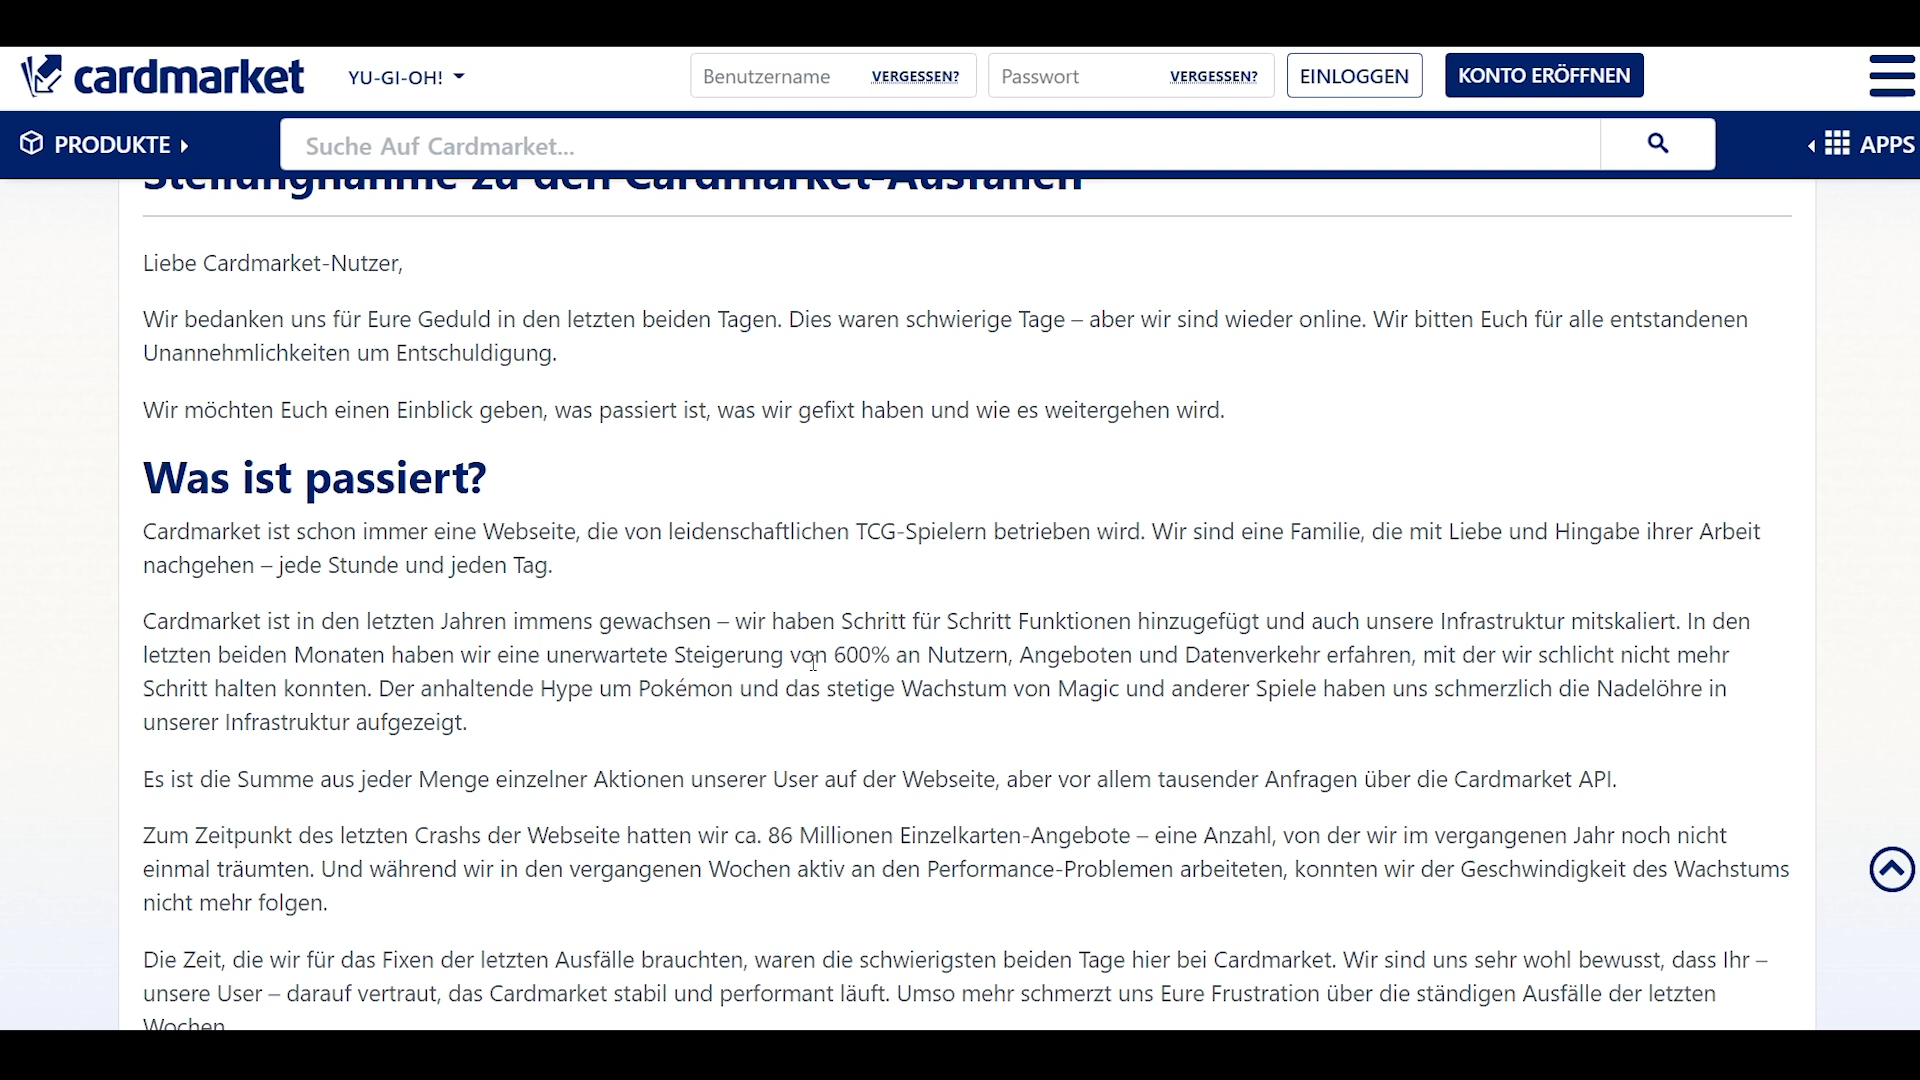 cardmarket YU-GI-OH! Benutzername VERGESSEN? Passwort VERGESSEN? EINLOGGEN KONTO ERÖFFNEN
PRODUKTE Suche Auf Cardmarket... APPS
Stellungnahme zu den Cardmarket-Ausfällen
Liebe Cardmarket-Nutzer,
Wir bedanken uns für Eure Geduld in den letzten beiden Tagen. Dies waren schwierige Tage – aber wir sind wieder online. Wir bitten Euch für alle entstandenen
Unannehmlichkeiten um Entschuldigung.
Wir möchten Euch einen Einblick geben, was passiert ist, was wir gefixt haben und wie es weitergehen wird.
Was ist passiert?
Cardmarket ist schon immer eine Webseite, die von leidenschaftlichen TCG-Spielern betrieben wird. Wir sind eine Familie, die mit Liebe und Hingabe ihrer Arbeit
nachgehen – jede Stunde und jeden Tag.
Cardmarket ist in den letzten Jahren immens gewachsen – wir haben Schritt für Schritt Funktionen hinzugefügt und auch unsere Infrastruktur mitskaliert. In den
letzten beiden Monaten haben wir eine unerwartete Steigerung von 600% an Nutzern, Angeboten und Datenverkehr erfahren, mit der wir schlicht nicht mehr
Schritt halten konnten. Der anhaltende Hype um Pokémon und das stetige Wachstum von Magic und anderer Spiele haben uns schmerzlich die Nadelöhre in
unserer Infrastruktur aufgezeigt.
Es ist die Summe aus jeder Menge einzelner Aktionen unserer User auf der Webseite, aber vor allem tausender Anfragen über die Cardmarket API.
Zum Zeitpunkt des letzten Crashs der Webseite hatten wir ca. 86 Millionen Einzelkarten-Angebote – eine Anzahl, von der wir im vergangenen Jahr noch nicht
einmal träumten. Und während wir in den vergangenen Wochen aktiv an den Performance-Problemen arbeiteten, konnten wir der Geschwindigkeit des Wachstums
nicht mehr folgen.
Die Zeit, die wir für das Fixen der letzten Ausfälle brauchten, waren die schwierigsten beiden Tage hier bei Cardmarket. Wir sind uns sehr wohl bewusst, dass Ihr –
unsere User – darauf vertraut, das Cardmarket stabil und performant läuft. Umso mehr schmerzt uns Eure Frustration über die ständigen Ausfälle der letzten
Wochen